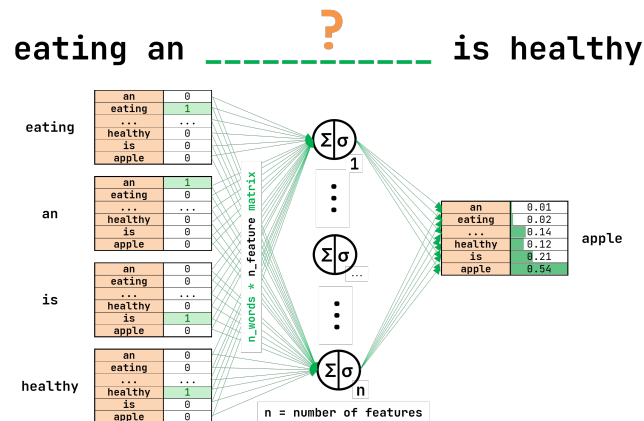 ?
eating an ___________ is healthy
eating
an 0
eating 1
... ...
healthy 0
is 0
apple 0
an
an 1
eating 0
... ...
healthy 0
is 0
apple 0
is
an 0
eating 0
... ...
healthy 0
is 1
apple 0
healthy
an 0
eating 0
... ...
healthy 1
is 0
apple 0
n_words * n_feature matrix
Σ σ
1
...
Σ σ
...
...
Σ σ
n
n = number of features
an 0.01
eating 0.02
... 0.14
healthy 0.12
is 0.21
apple 0.54
apple